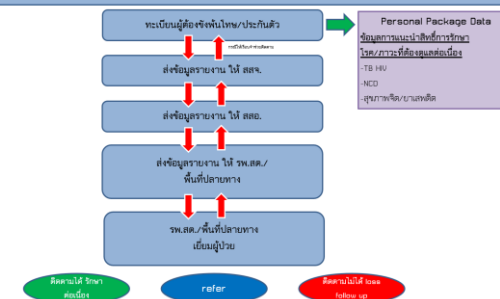 ทะเบียนผู้ต้องขังพ้นโทษ/ประกันตัว
ส่งข้อมูลรายงาน ให้ สสจ.
ส่งข้อมูลรายงาน ให้ สสอ.
ส่งข้อมูลรายงาน ให้ รพ.สต./
พื้นที่ปลายทาง
รพ.สต./พื้นที่ปลายทาง
เยี่ยมผู้ป่วย
Personal Package Data
ข้อมูลการแนะนำสิทธิ์การรักษา
โรค/ภาวะที่ต้องดูแลต่อเนื่อง
-TB HIV
-NCD
-สุขภาพจิต/ยาเสพติด
ติดตามได้ รักษา
ต่อเนื่อง
refer
ติดตามไม่ได้ loss
follow up